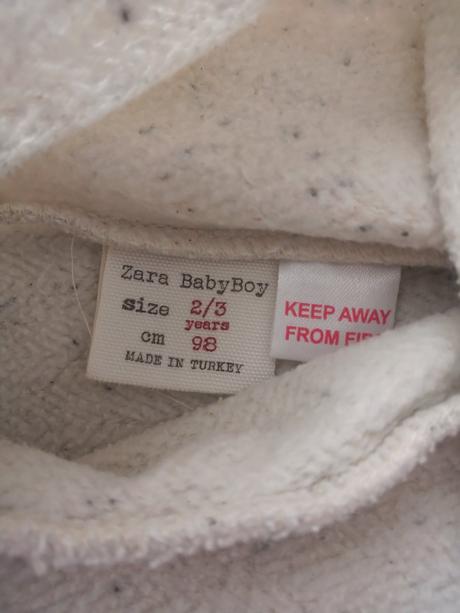 Zara BabyBoy
size 2/3
years
cm 98
MADE IN TURKEY
KEEP AWAY
FROM